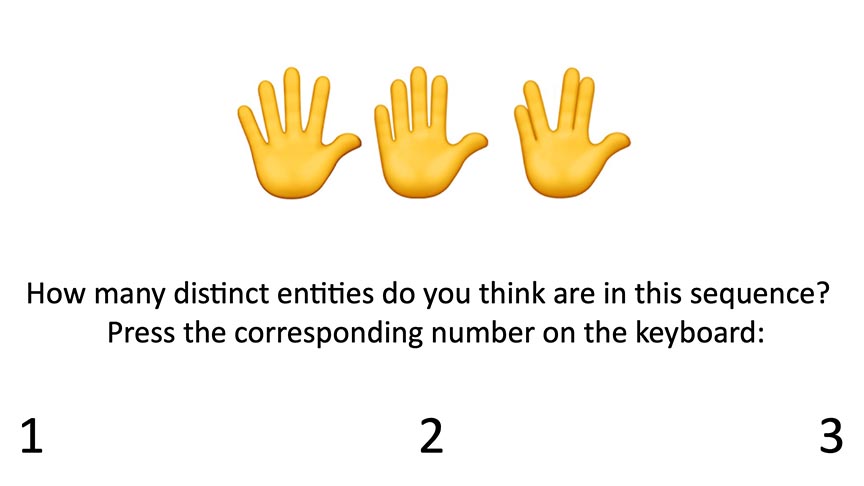 How many distinct entities do you think are in this sequence?
Press the corresponding number on the keyboard:
1 2 3